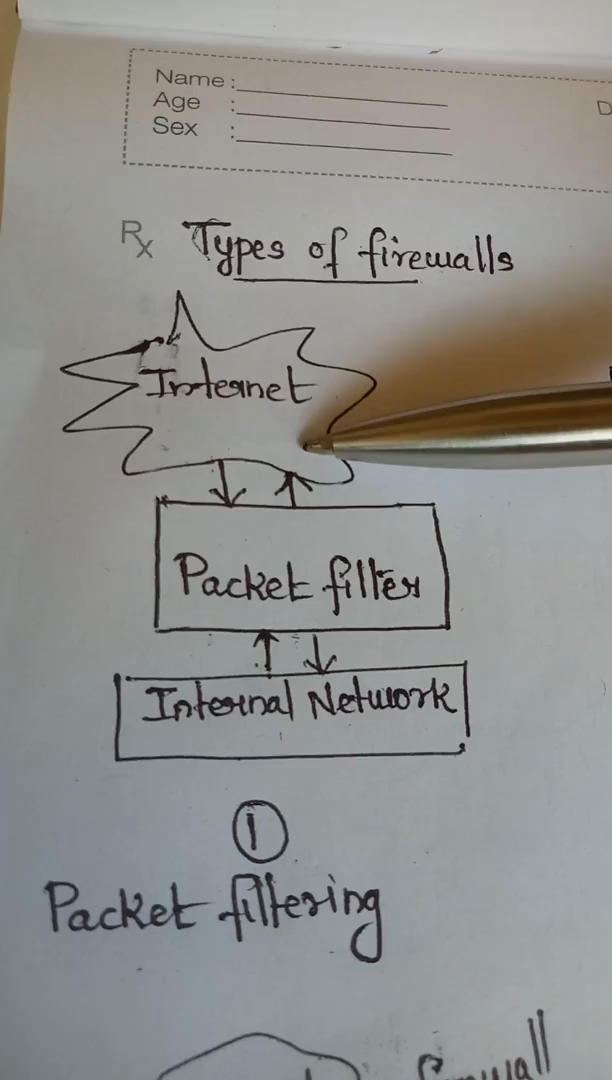 Name :
Age :
Sex :
D
Rx Types of firewalls
Internet
Packet filter
Internal Network
1
Packet filtering